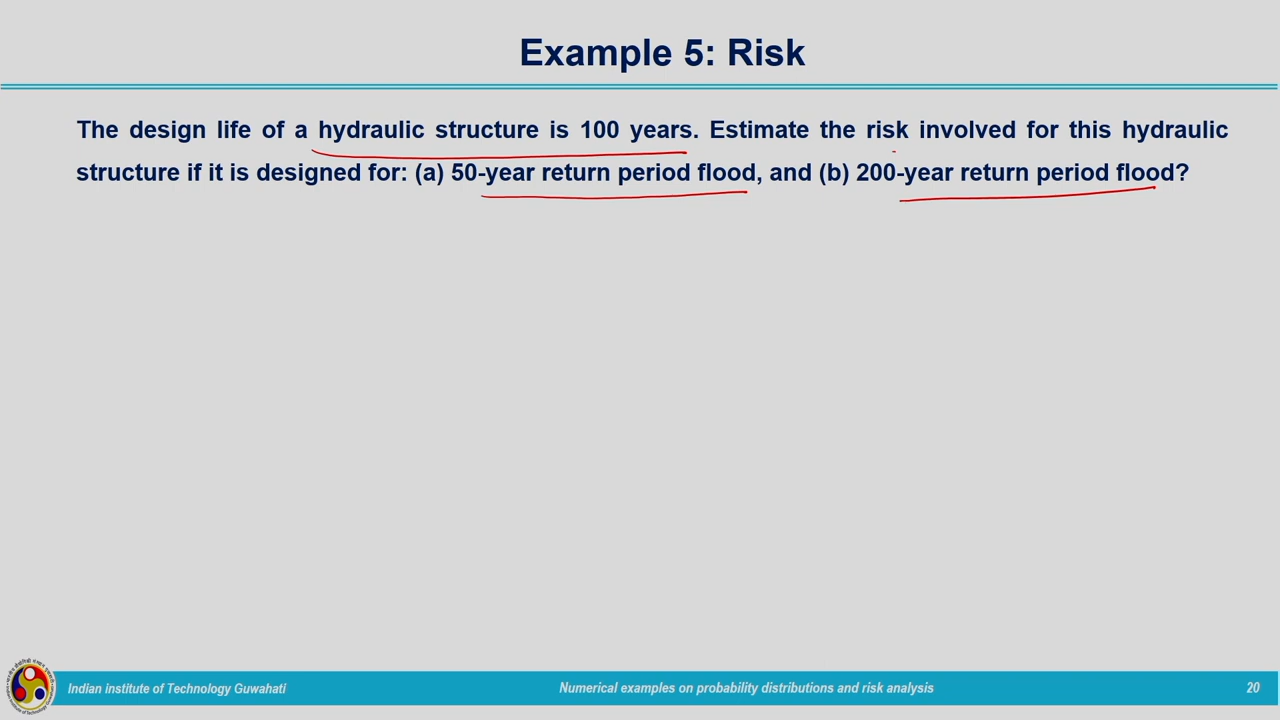 Example 5: Risk
The design life of a hydraulic structure is 100 years. Estimate the risk involved for this hydraulic
structure if it is designed for: (a) 50-year return period flood, and (b) 200-year return period flood?
Indian institute of Technology Guwahati
Numerical examples on probability distributions and risk analysis
20